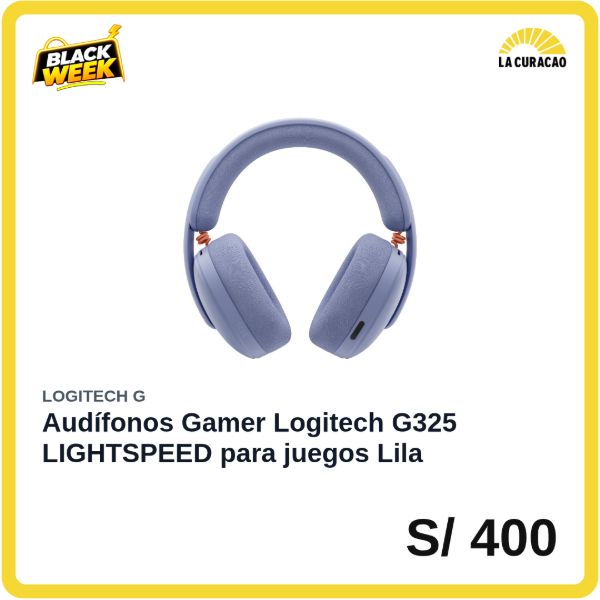 BLACK
WEEK
LA CURACAO
LOGITECH G
Audífonos Gamer Logitech G325
LIGHTSPEED para juegos Lila
S/ 400